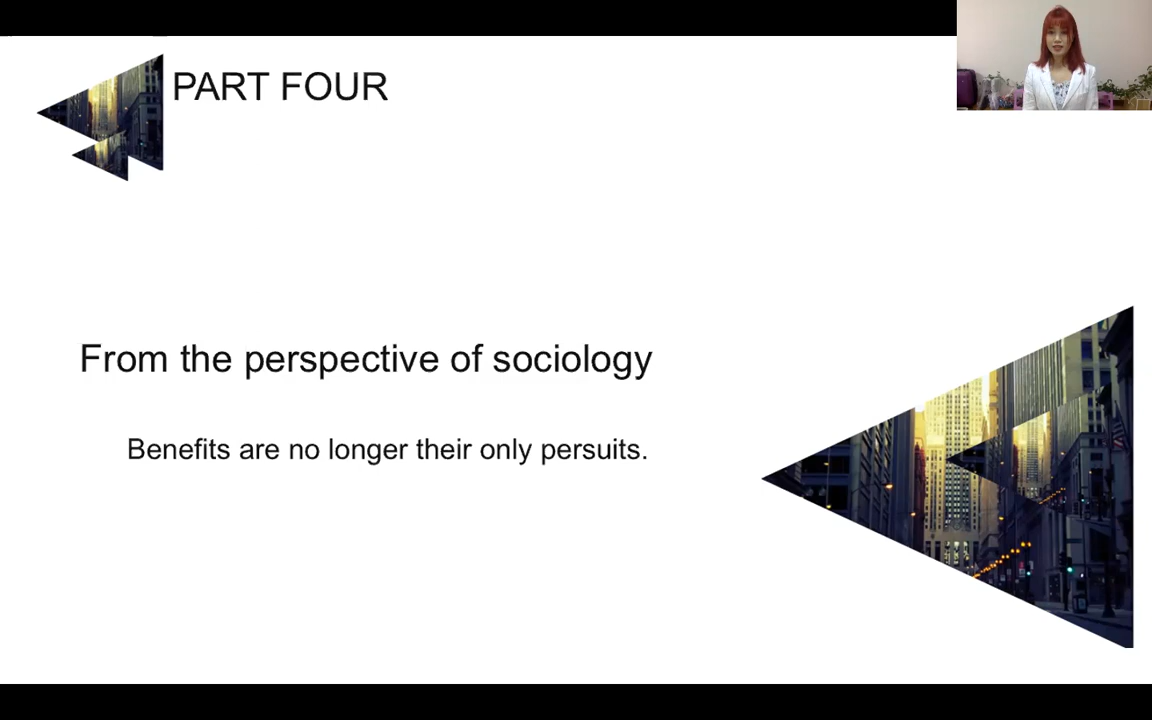 PART FOUR
From the perspective of sociology
Benefits are no longer their only persuits.